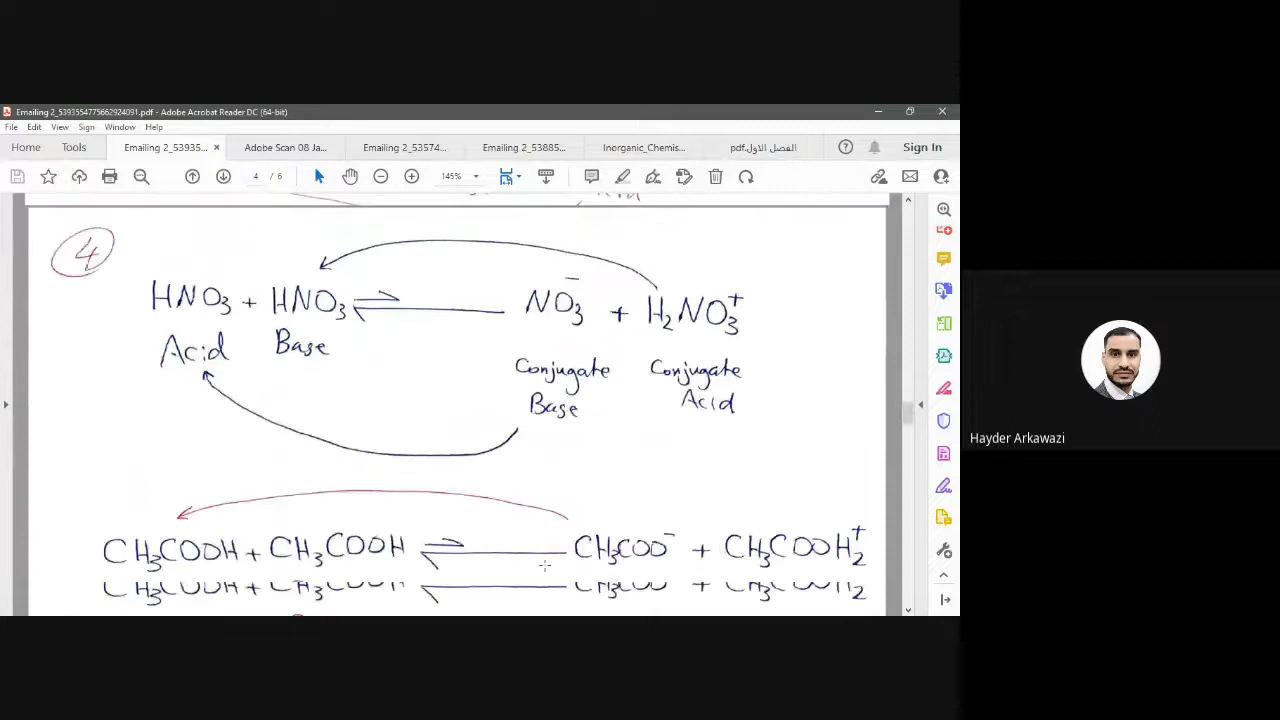 Emailing 2_5393554775662924091.pdf - Adobe Acrobat Reader DC (64-bit)
File Edit View Sign Window Help
Home Tools Emailing 2_53935... × Adobe Scan 08 Ja... Emailing 2_53574... Emailing 2_53885... Inorganic_Chemis... الفصل الاول.pdf Sign In
4 / 6 145%
4
HNO₃ + HNO₃ ⇌ NO₃⁻ + H₂NO₃⁺
Acid Base
Conjugate Conjugate
Base Acid
Hayder Arkawazi
CH₃COOH + CH₃COOH ⇌ CH₃COO⁻ + CH₃COOH₂⁺